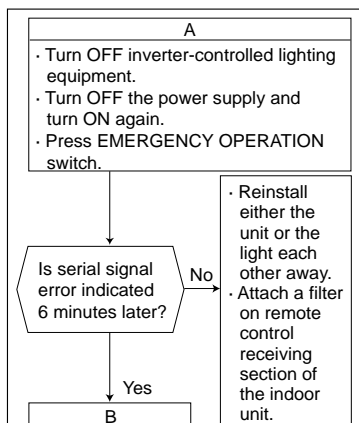 A
· Turn OFF inverter-controlled lighting
equipment.
· Turn OFF the power supply and
turn ON again.
· Press EMERGENCY OPERATION
switch.
Is serial signal
error indicated
6 minutes later?
No
· Reinstall
either the
unit or the
light each
other away.
· Attach a filter
on remote
control
receiving
section of
the indoor
unit.
Yes
B